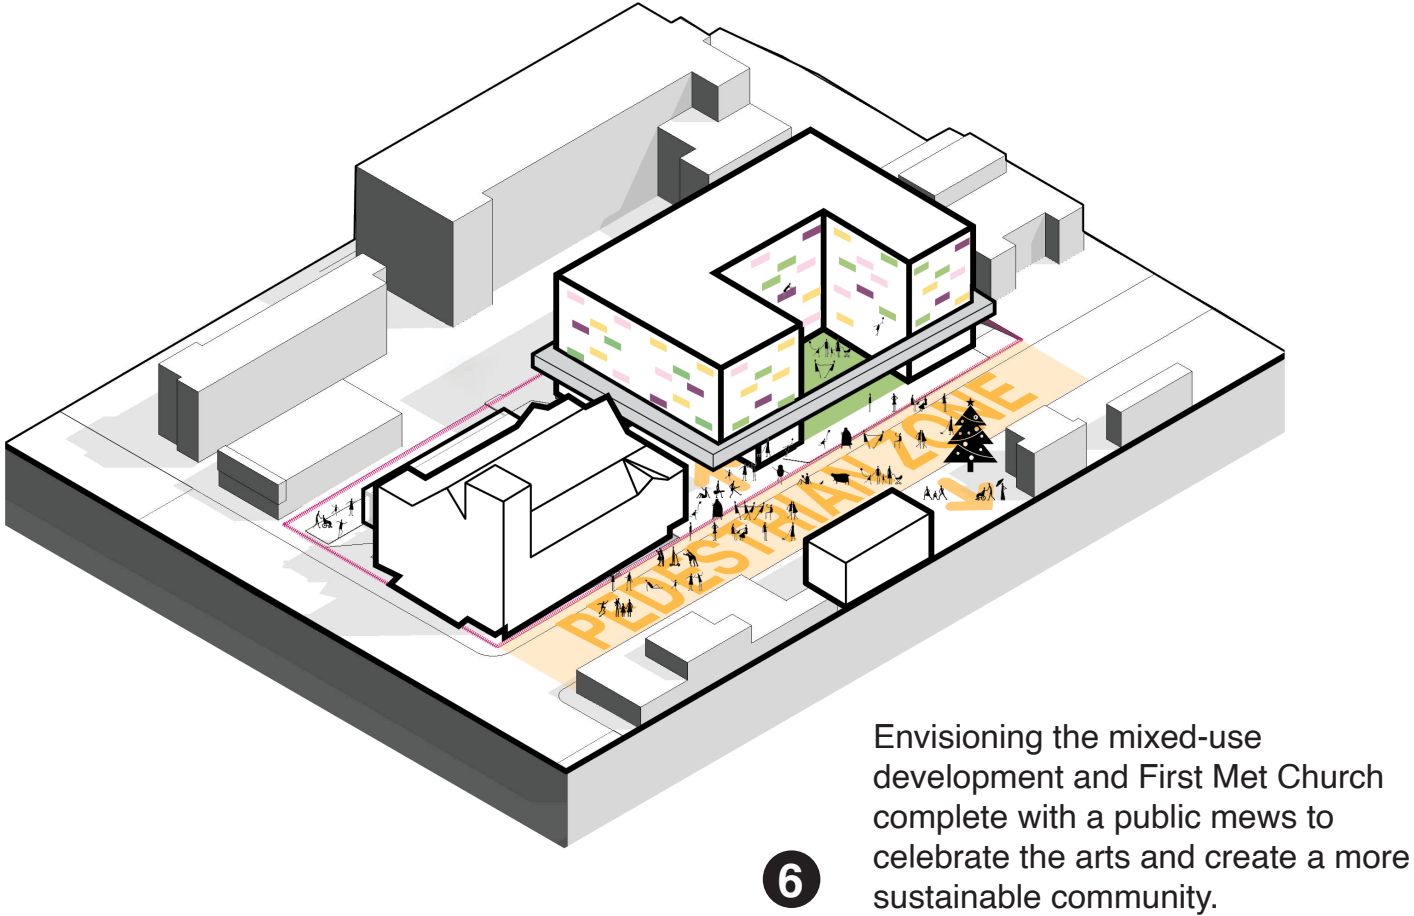 PEDESTRIAN ZONE
Envisioning the mixed-use
development and First Met Church
complete with a public mews to
celebrate the arts and create a more
sustainable community.
6